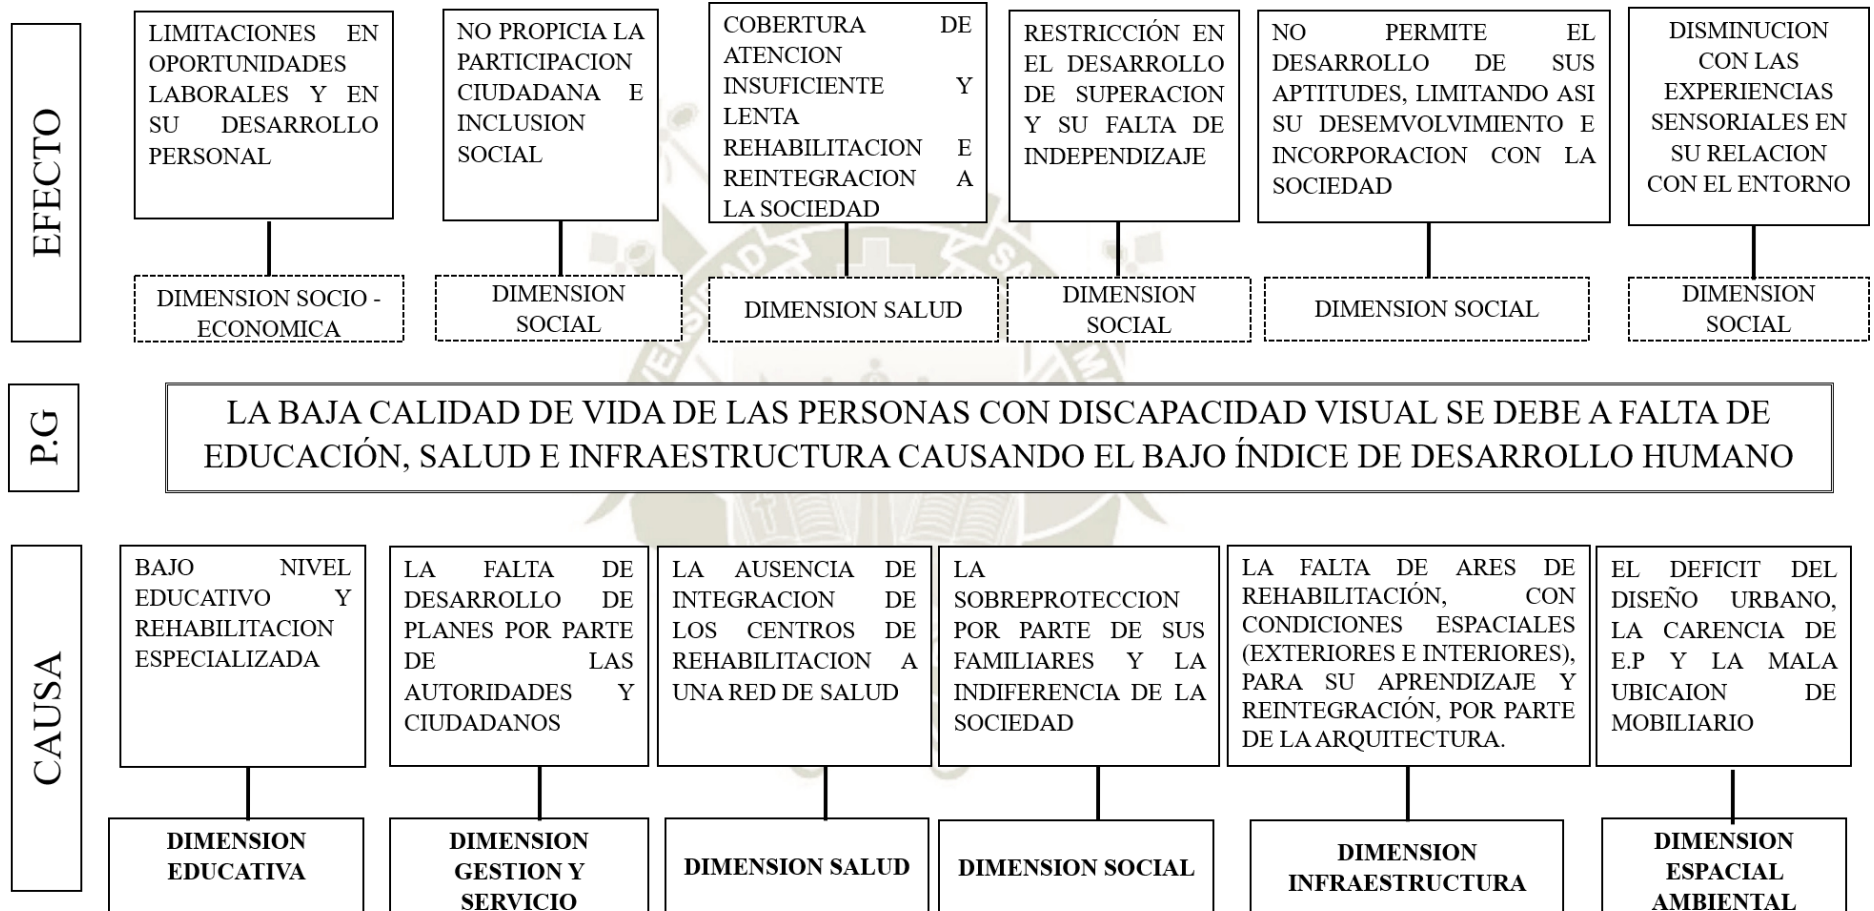 EFECTO
LIMITACIONES EN
OPORTUNIDADES
LABORALES Y EN
SU DESARROLLO
PERSONAL
NO PROPICIA LA
PARTICIPACION
CIUDADANA E
INCLUSION
SOCIAL
COBERTURA DE
ATENCION
INSUFICIENTE Y
LENTA
REHABILITACION E
REINTEGRACION A
LA SOCIEDAD
RESTRICCIÓN EN
EL DESARROLLO
DE SUPERACION
Y SU FALTA DE
INDEPENDIZAJE
NO PERMITE EL
DESARROLLO DE SUS
APTITUDES, LIMITANDO ASI
SU DESEMVOLVIMIENTO E
INCORPORACION CON LA
SOCIEDAD
DISMINUCION
CON LAS
EXPERIENCIAS
SENSORIALES EN
SU RELACION
CON EL ENTORNO
DIMENSION SOCIO -
ECONOMICA
DIMENSION
SOCIAL
DIMENSION SALUD
DIMENSION
SOCIAL
DIMENSION SOCIAL
DIMENSION
SOCIAL
P.G
LA BAJA CALIDAD DE VIDA DE LAS PERSONAS CON DISCAPACIDAD VISUAL SE DEBE A FALTA DE
EDUCACIÓN, SALUD E INFRAESTRUCTURA CAUSANDO EL BAJO ÍNDICE DE DESARROLLO HUMANO
CAUSA
BAJO NIVEL
EDUCATIVO Y
REHABILITACION
ESPECIALIZADA
LA FALTA DE
DESARROLLO DE
PLANES POR PARTE
DE LAS
AUTORIDADES Y
CIUDADANOS
LA AUSENCIA DE
INTEGRACION DE
LOS CENTROS DE
REHABILITACION A
UNA RED DE SALUD
LA
SOBREPROTECCION
POR PARTE DE SUS
FAMILIARES Y LA
INDIFERENCIA DE LA
SOCIEDAD
LA FALTA DE ARES DE
REHABILITACIÓN, CON
CONDICIONES ESPACIALES
(EXTERIORES E INTERIORES),
PARA SU APRENDIZAJE Y
REINTEGRACIÓN, POR PARTE
DE LA ARQUITECTURA.
EL DEFICIT DEL
DISEÑO URBANO,
LA CARENCIA DE
E.P Y LA MALA
UBICAION DE
MOBILIARIO
DIMENSION
EDUCATIVA
DIMENSION
GESTION Y
SERVICIO
DIMENSION SALUD
DIMENSION SOCIAL
DIMENSION
INFRAESTRUCTURA
DIMENSION
ESPACIAL
AMBIENTAL